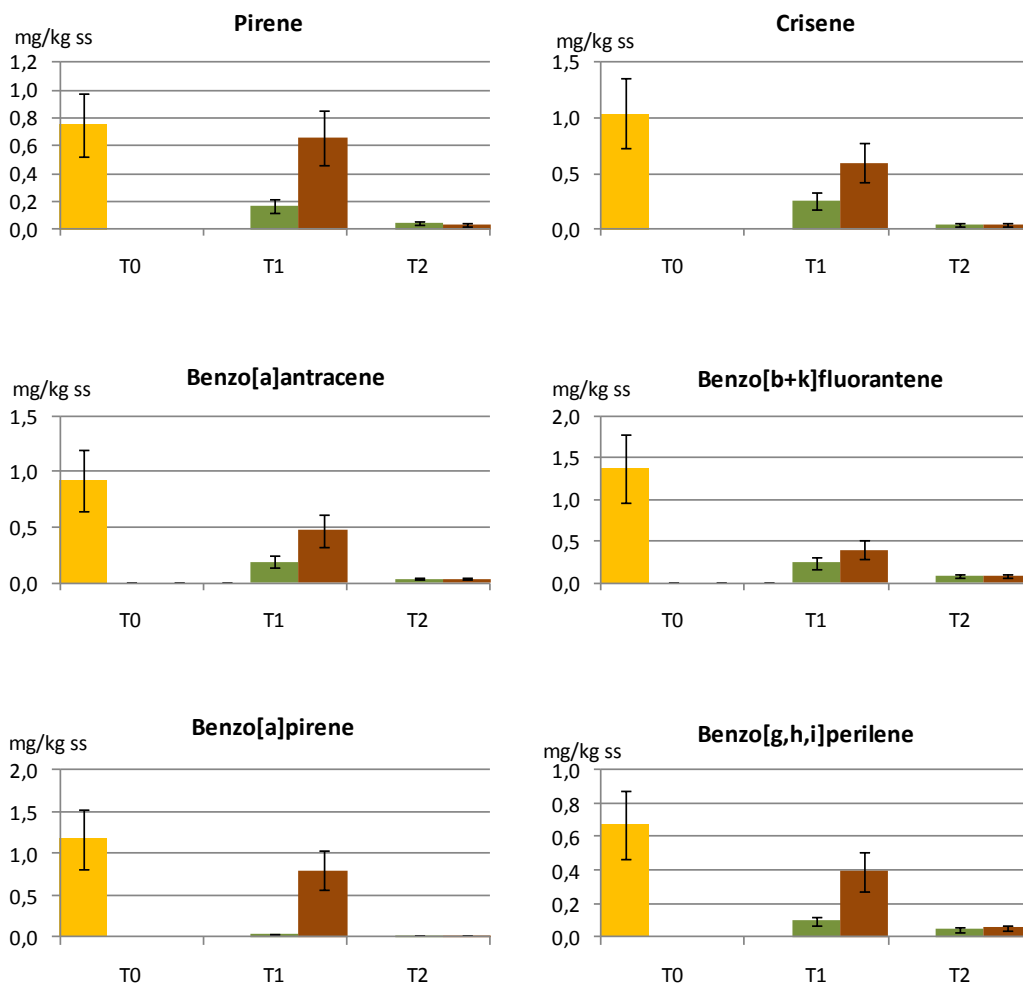 Pirene
mg/kg ss
1,2
1,0
0,8
0,6
0,4
0,2
0,0
T0 T1 T2
Crisene
mg/kg ss
1,5
1,0
0,5
0,0
T0 T1 T2
Benzo[a]antracene
mg/kg ss
1,5
1,0
0,5
0,0
T0 T1 T2
Benzo[b+k]fluorantene
mg/kg ss
2,0
1,5
1,0
0,5
0,0
T0 T1 T2
Benzo[a]pirene
mg/kg ss
2,0
1,5
1,0
0,5
0,0
T0 T1 T2
Benzo[g,h,i]perilene
mg/kg ss
1,0
0,8
0,6
0,4
0,2
0,0
T0 T1 T2